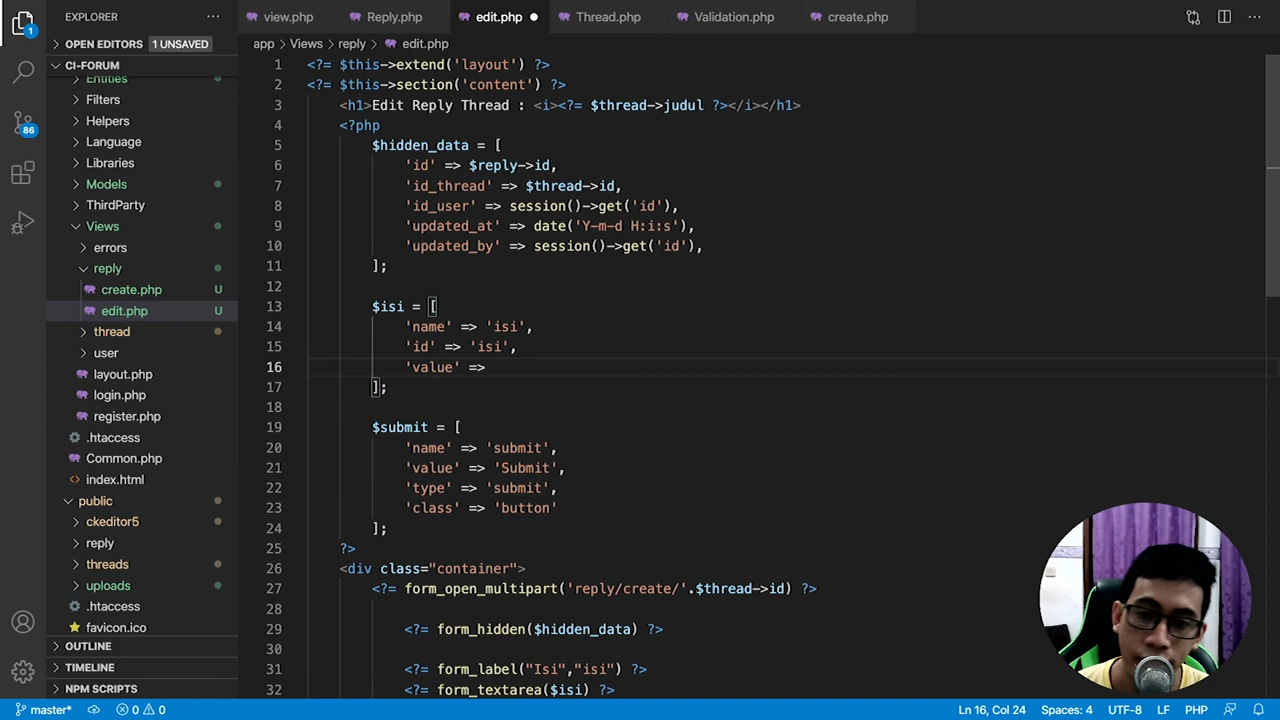 EXPLORER
view.php
Reply.php
edit.php
Thread.php
Validation.php
create.php
1
OPEN EDITORS 1 UNSAVED
app > Views > reply > edit.php
CI-FORUM
Entities
Filters
Helpers
Language
Libraries
Models
ThirdParty
Views
errors
reply
create.php U
edit.php U
thread
user
layout.php
login.php
register.php
.htaccess
Common.php
index.html
public
ckeditor5
reply
threads
uploads
.htaccess
favicon.ico
OUTLINE
TIMELINE
NPM SCRIPTS
86
1 <?= $this->extend('layout') ?>
2 <?= $this->section('content') ?>
3 <h1>Edit Reply Thread : <i><?= $thread->judul ?></i></h1>
4 <?php
5 $hidden_data = [
6 'id' => $reply->id,
7 'id_thread' => $thread->id,
8 'id_user' => session()->get('id'),
9 'updated_at' => date('Y-m-d H:i:s'),
10 'updated_by' => session()->get('id'),
11 ];
12
13 $isi = [
14 'name' => 'isi',
15 'id' => 'isi',
16 'value' =>
17 ];
18
19 $submit = [
20 'name' => 'submit',
21 'value' => 'Submit',
22 'type' => 'submit',
23 'class' => 'button'
24 ];
25 ?>
26 <div class="container">
27 <?= form_open_multipart('reply/create/'.$thread->id) ?>
28
29 <?= form_hidden($hidden_data) ?>
30
31 <?= form_label("Isi","isi") ?>
32 <?= form_textarea($isi) ?>
master* 0 0 Ln 16, Col 24 Spaces: 4 UTF-8 LF PHP